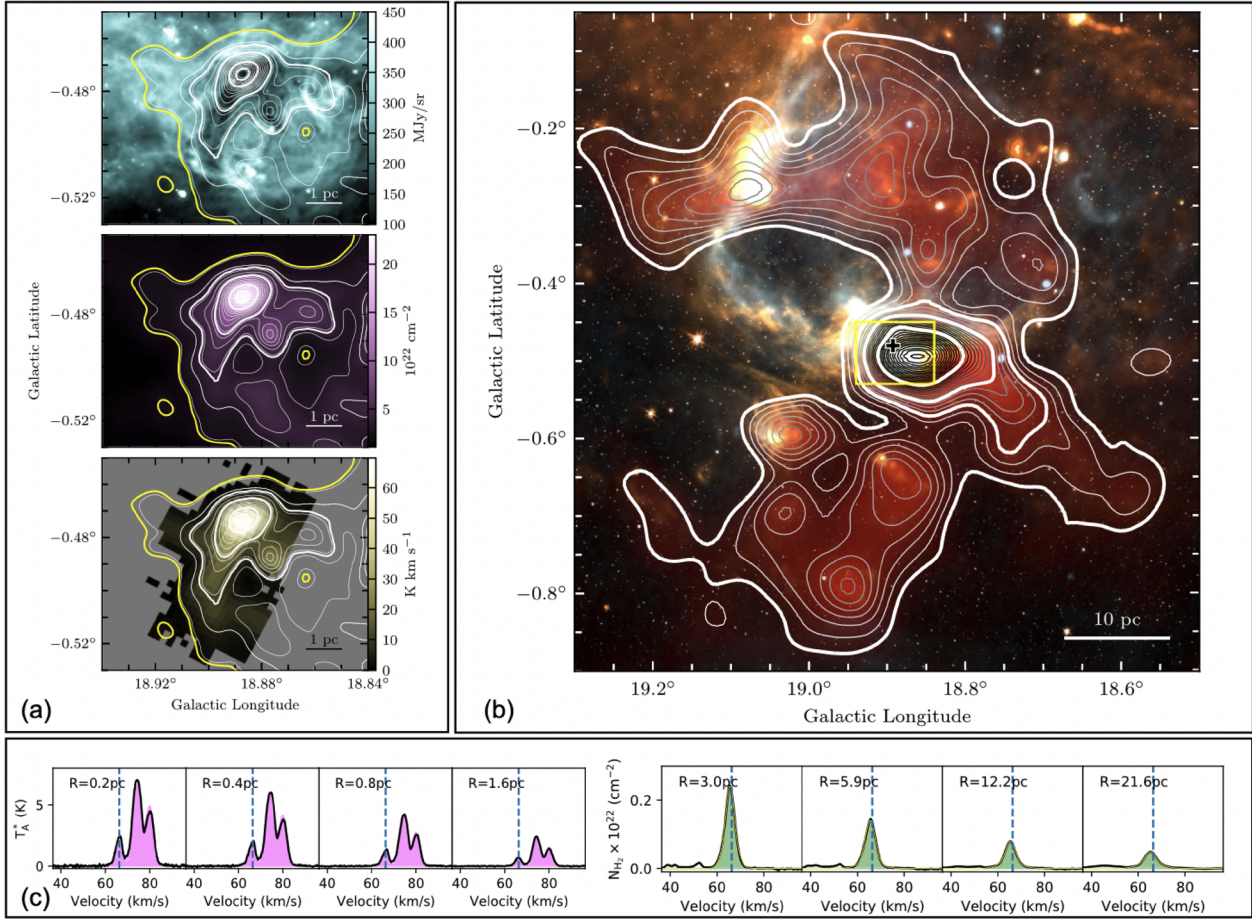 450
400
350
300
250
200
150
100
MJy/sr
−0.48°
−0.52°
1 pc
20
15
10
5
10²² cm⁻²
Galactic Latitude
−0.48°
−0.52°
1 pc
60
50
40
30
20
10
0
K km s⁻¹
−0.48°
−0.52°
1 pc
18.92° 18.88° 18.84°
Galactic Longitude
(a)
−0.2°
−0.4°
−0.6°
−0.8°
Galactic Latitude
10 pc
19.2° 19.0° 18.8° 18.6°
Galactic Longitude
(b)
R=0.2pc R=0.4pc R=0.8pc R=1.6pc
T*A (K)
5
0
40 60 80 40 60 80 40 60 80 40 60 80
Velocity (km/s) Velocity (km/s) Velocity (km/s) Velocity (km/s)
(c)
R=3.0pc R=5.9pc R=12.2pc R=21.6pc
N_H₂ × 10²² (cm⁻²)
0.2
0.0
40 60 80 40 60 80 40 60 80 40 60 80
Velocity (km/s) Velocity (km/s) Velocity (km/s) Velocity (km/s)